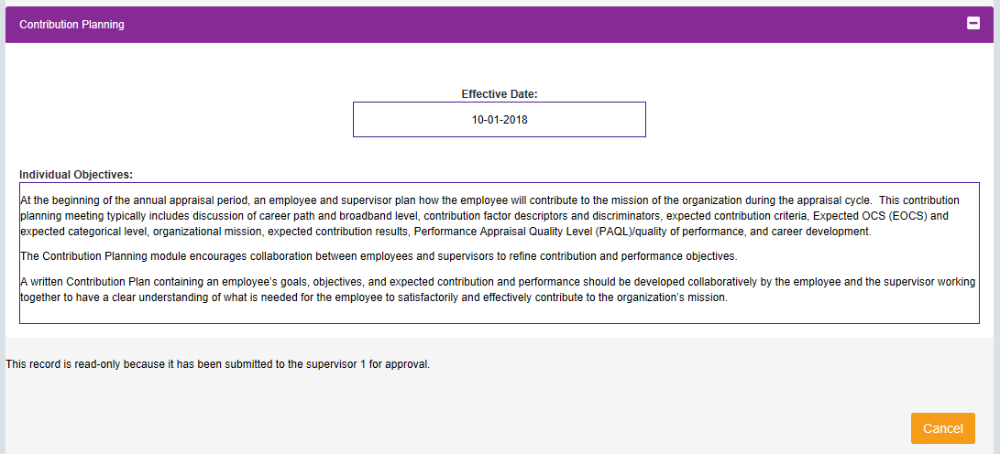 Contribution Planning
Effective Date:
10-01-2018
Individual Objectives:
At the beginning of the annual appraisal period, an employee and supervisor plan how the employee will contribute to the mission of the organization during the appraisal cycle.  This contribution
planning meeting typically includes discussion of career path and broadband level, contribution factor descriptors and discriminators, expected contribution criteria, Expected OCS (EOCS) and
expected categorical level, organizational mission, expected contribution results, Performance Appraisal Quality Level (PAQL)/quality of performance, and career development.
The Contribution Planning module encourages collaboration between employees and supervisors to refine contribution and performance objectives.
A written Contribution Plan containing an employee’s goals, objectives, and expected contribution and performance should be developed collaboratively by the employee and the supervisor working
together to have a clear understanding of what is needed for the employee to satisfactorily and effectively contribute to the organization’s mission.
This record is read-only because it has been submitted to the supervisor 1 for approval.
Cancel